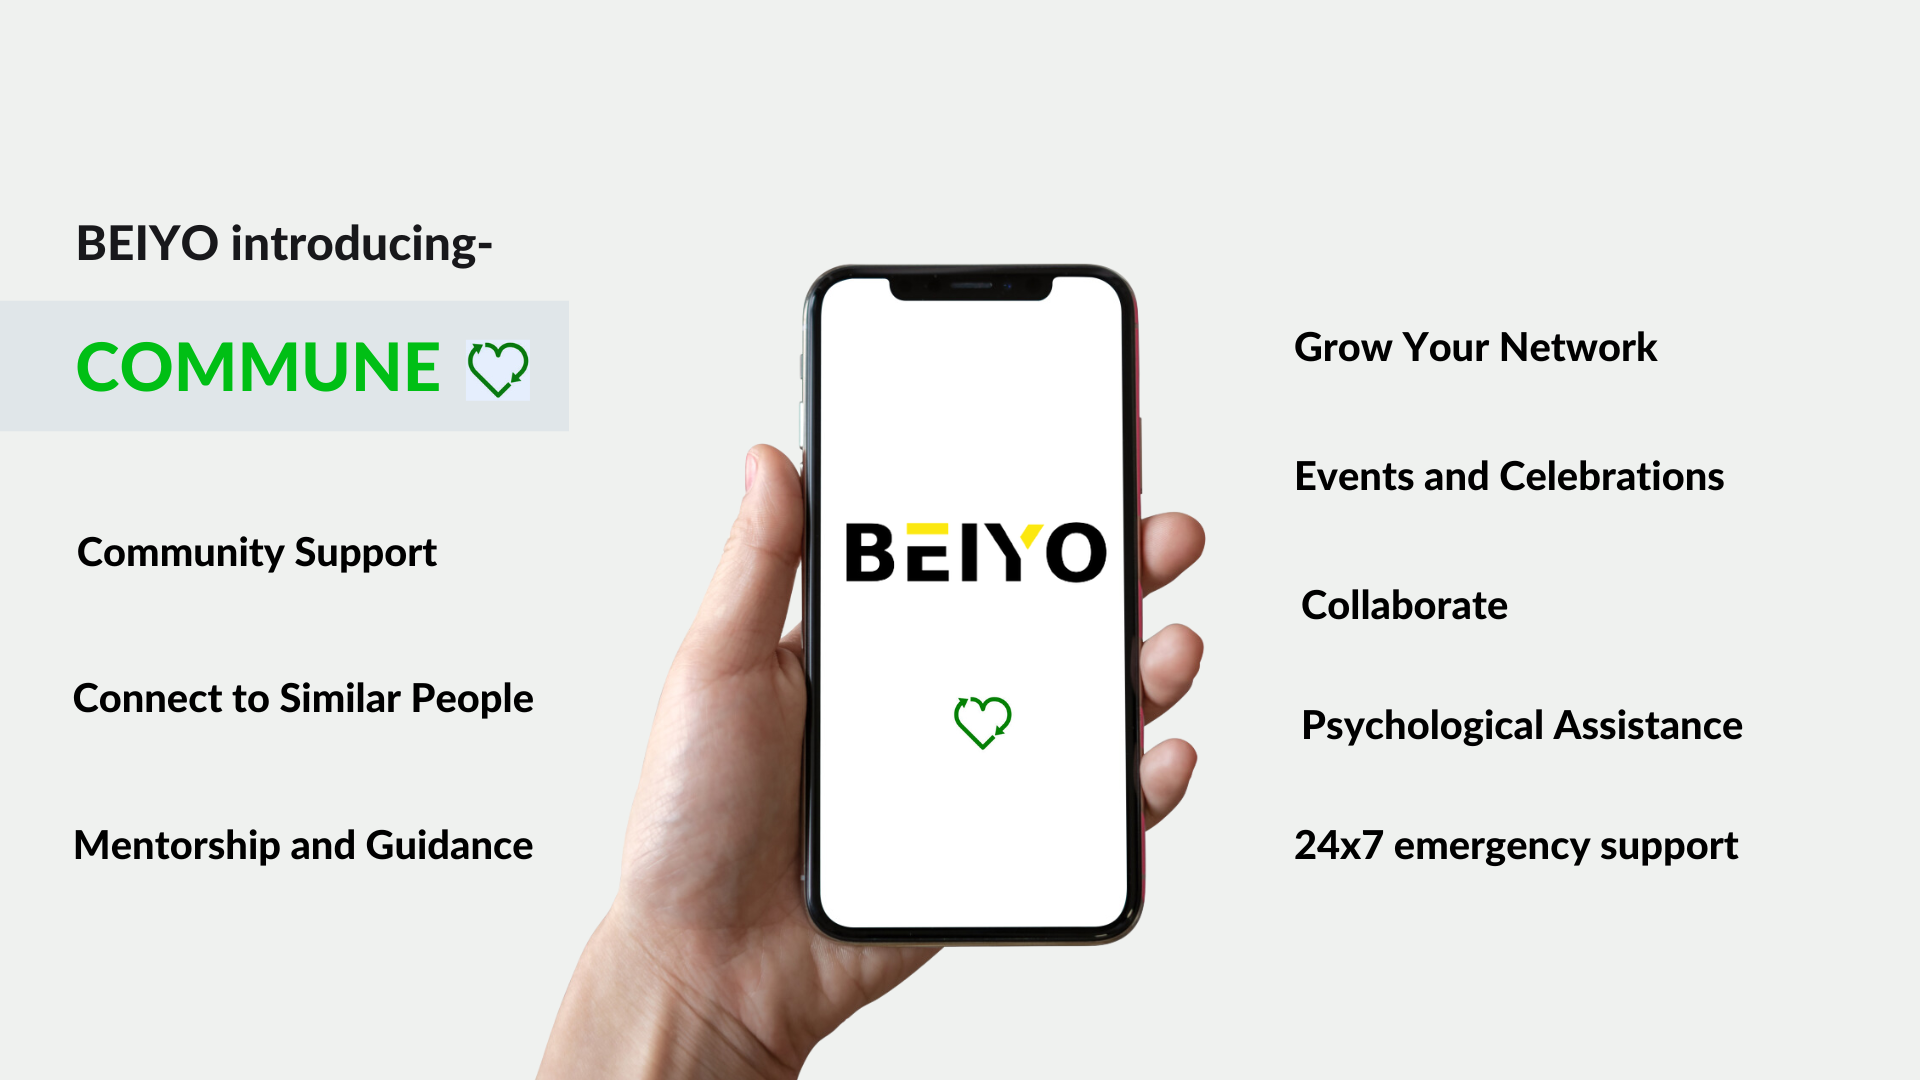 BEIYO introducing-
COMMUNE
Community Support
Connect to Similar People
Mentorship and Guidance
BEIYO
Grow Your Network
Events and Celebrations
Collaborate
Psychological Assistance
24x7 emergency support